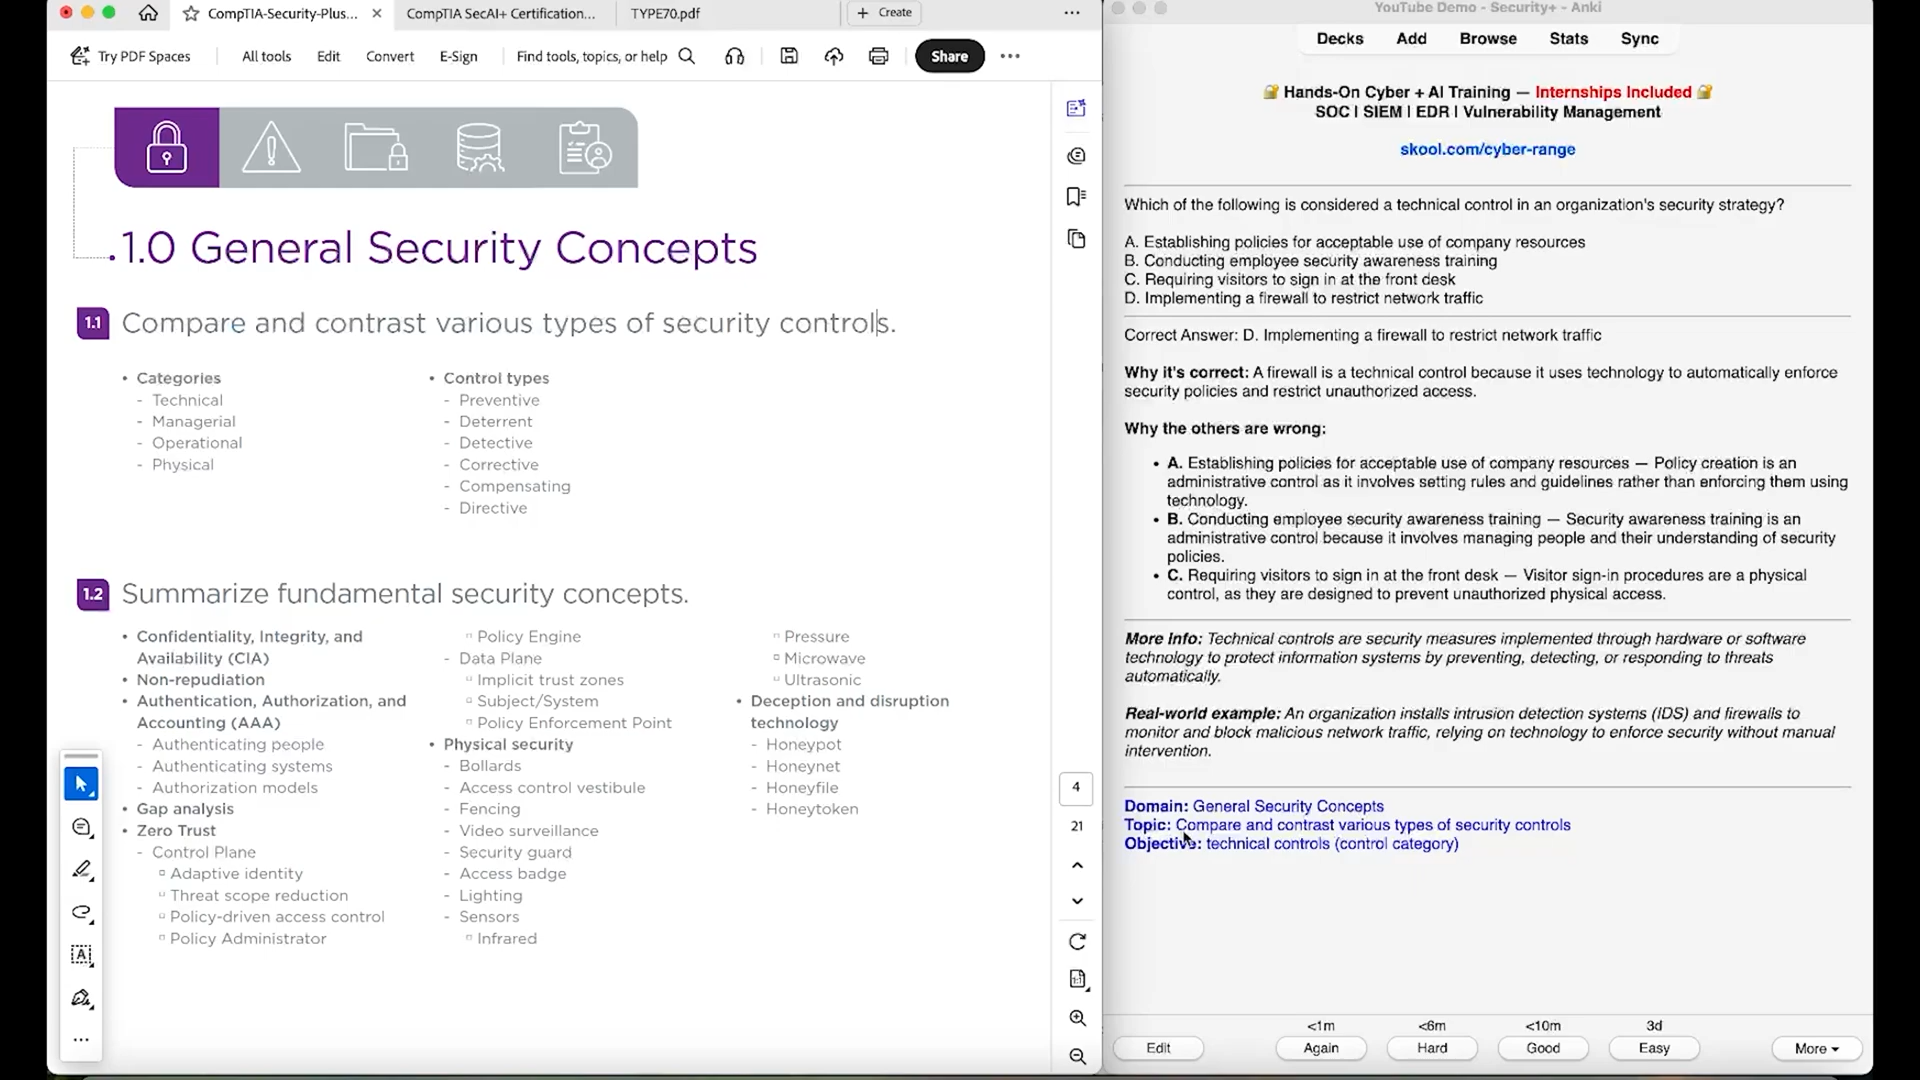 CompTIA-Security-Plus...
CompTIA SecAI+ Certification...
TYPE70.pdf
Create
Try PDF Spaces
All tools
Edit
Convert
E-Sign
Find tools, topics, or help
Share
1.0 General Security Concepts
1.1 Compare and contrast various types of security controls.
• Categories
- Technical
- Managerial
- Operational
- Physical
• Control types
- Preventive
- Deterrent
- Detective
- Corrective
- Compensating
- Directive
1.2 Summarize fundamental security concepts.
• Confidentiality, Integrity, and
Availability (CIA)
• Non-repudiation
• Authentication, Authorization, and
Accounting (AAA)
- Authenticating people
- Authenticating systems
- Authorization models
• Gap analysis
• Zero Trust
- Control Plane
▫ Adaptive identity
▫ Threat scope reduction
▫ Policy-driven access control
▫ Policy Administrator
▫ Policy Engine
- Data Plane
▫ Implicit trust zones
▫ Subject/System
▫ Policy Enforcement Point
• Physical security
- Bollards
- Access control vestibule
- Fencing
- Video surveillance
- Security guard
- Access badge
- Lighting
- Sensors
▫ Infrared
▫ Pressure
▫ Microwave
▫ Ultrasonic
• Deception and disruption
technology
- Honeypot
- Honeynet
- Honeyfile
- Honeytoken
4
21
YouTube Demo - Security+ - Anki
Decks Add Browse Stats Sync
🔐 Hands-On Cyber + AI Training — Internships Included 🔐
SOC | SIEM | EDR | Vulnerability Management
skool.com/cyber-range
Which of the following is considered a technical control in an organization's security strategy?
A. Establishing policies for acceptable use of company resources
B. Conducting employee security awareness training
C. Requiring visitors to sign in at the front desk
D. Implementing a firewall to restrict network traffic
Correct Answer: D. Implementing a firewall to restrict network traffic
Why it's correct: A firewall is a technical control because it uses technology to automatically enforce
security policies and restrict unauthorized access.
Why the others are wrong:
• A. Establishing policies for acceptable use of company resources — Policy creation is an
administrative control as it involves setting rules and guidelines rather than enforcing them using
technology.
• B. Conducting employee security awareness training — Security awareness training is an
administrative control because it involves managing people and their understanding of security
policies.
• C. Requiring visitors to sign in at the front desk — Visitor sign-in procedures are a physical
control, as they are designed to prevent unauthorized physical access.
More Info: Technical controls are security measures implemented through hardware or software
technology to protect information systems by preventing, detecting, or responding to threats
automatically.
Real-world example: An organization installs intrusion detection systems (IDS) and firewalls to
monitor and block malicious network traffic, relying on technology to enforce security without manual
intervention.
Domain: General Security Concepts
Topic: Compare and contrast various types of security controls
Objective: technical controls (control category)
<1m <6m <10m 3d
Edit Again Hard Good Easy More